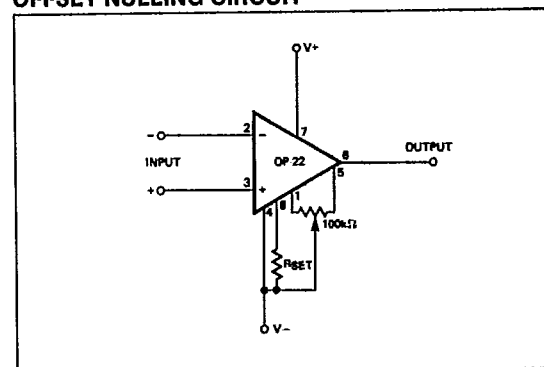 OFFSET NULLING CIRCUIT
V+
2
−
7
OP-22
6
OUTPUT
5
INPUT
3
+
1
8
4
100kΩ
RSET
V−